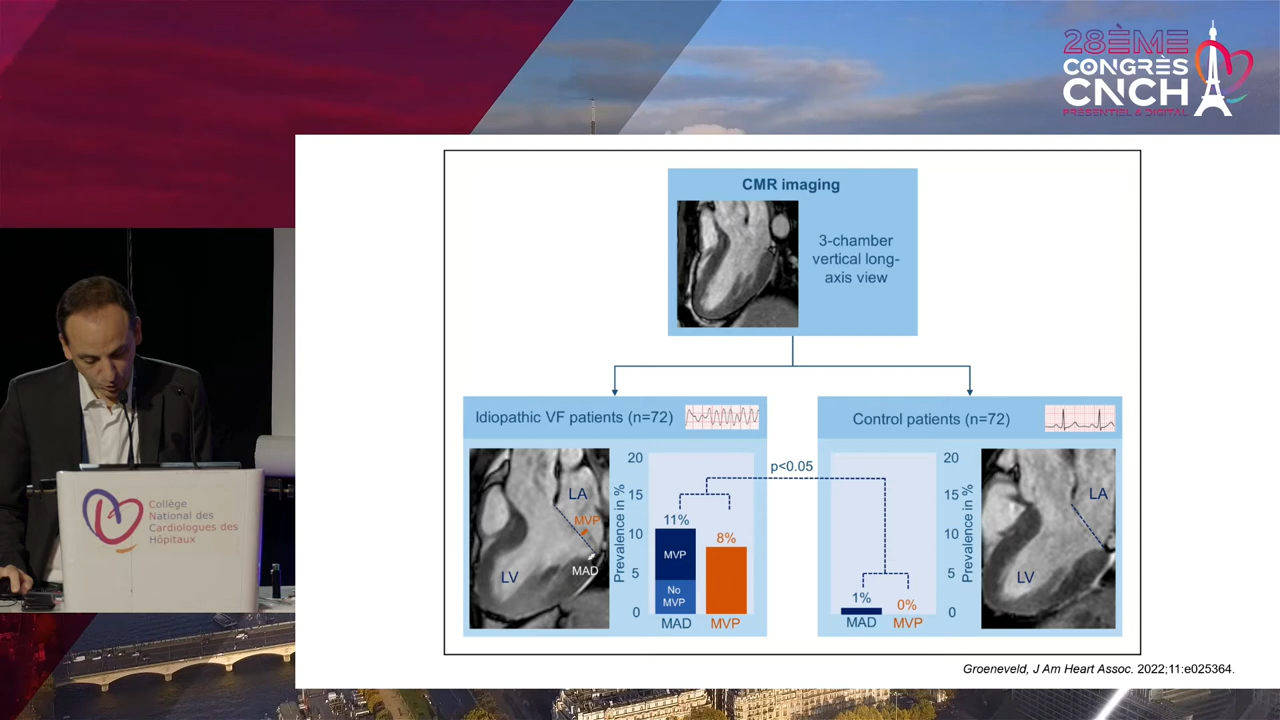 28ÈME
CONGRÈS
CNCH
PRÉSENTIEL & DIGITAL
CMR imaging
3-chamber
vertical long-
axis view
Idiopathic VF patients (n=72)
Control patients (n=72)
LA
MVP
MAD
LV
Prevalence in %
20
15
10
5
0
11%
MVP
No
MVP
MAD
8%
MVP
p<0.05
20
15
10
5
0
Prevalence in %
1%
MAD
0%
MVP
LA
LV
Groeneveld, J Am Heart Assoc. 2022;11:e025364.
Collège
National des
Cardiologues des
Hôpitaux